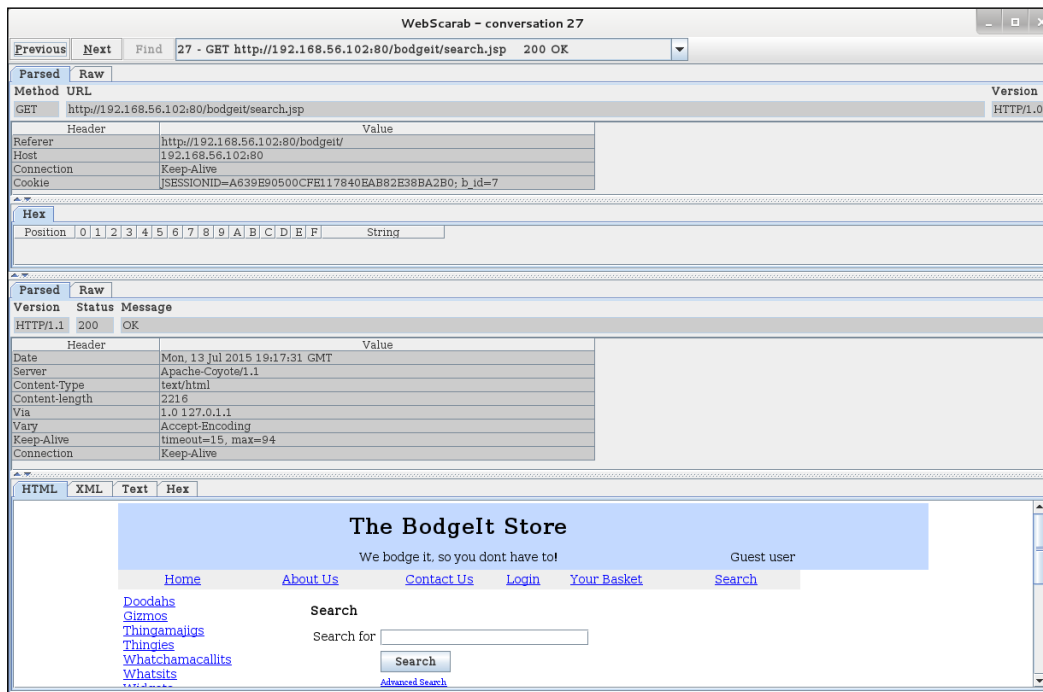 WebScarab - conversation 27
Previous Next Find 27 - GET http://192.168.56.102:80/bodgeit/search.jsp 200 OK
Parsed Raw
Method URL Version
GET http://192.168.56.102:80/bodgeit/search.jsp HTTP/1.0
Header Value
Referer http://192.168.56.102:80/bodgeit/
Host 192.168.56.102:80
Connection Keep-Alive
Cookie JSESSIONID=A639E90500CFE117840EAB82E38BA2B0; b_id=7
Hex
Position 0 1 2 3 4 5 6 7 8 9 A B C D E F String
Parsed Raw
Version Status Message
HTTP/1.1 200 OK
Header Value
Date Mon, 13 Jul 2015 19:17:31 GMT
Server Apache-Coyote/1.1
Content-Type text/html
Content-length 2216
Via 1.0 127.0.1.1
Vary Accept-Encoding
Keep-Alive timeout=15, max=94
Connection Keep-Alive
HTML XML Text Hex
The BodgeIt Store
We bodge it, so you dont have to! Guest user
Home About Us Contact Us Login Your Basket Search
Doodahs
Gizmos
Search
Thingamajigs
Search for
Thingies
Whatchamacallits
Search
Whatsits
Widgets
Advanced Search